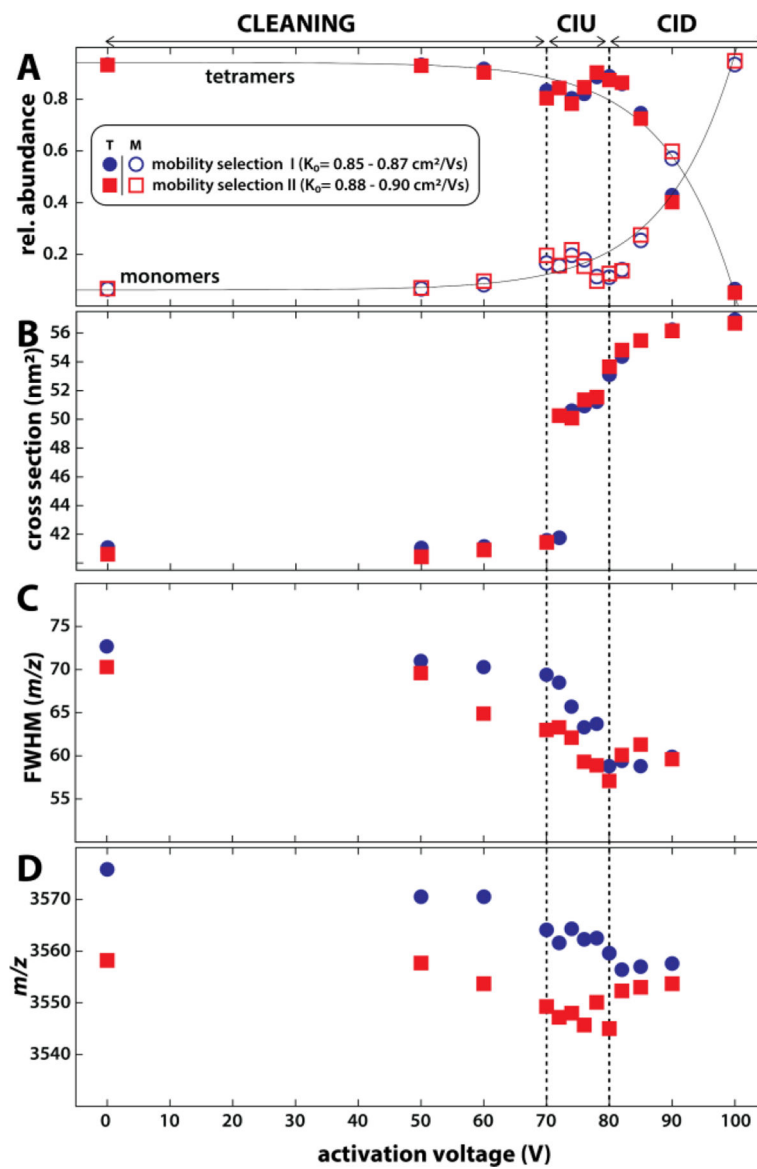 CLEANING CIU CID
A
tetramers
0.8
T M
mobility selection I (K₀= 0.85 - 0.87 cm²/Vs)
mobility selection II (K₀= 0.88 - 0.90 cm²/Vs)
0.6
0.4
0.2
monomers
rel. abundance
B
56
54
52
50
48
46
44
42
cross section (nm²)
C
75
70
65
60
55
FWHM (m/z)
D
3570
3560
3550
3540
m/z
0 10 20 30 40 50 60 70 80 90 100
activation voltage (V)